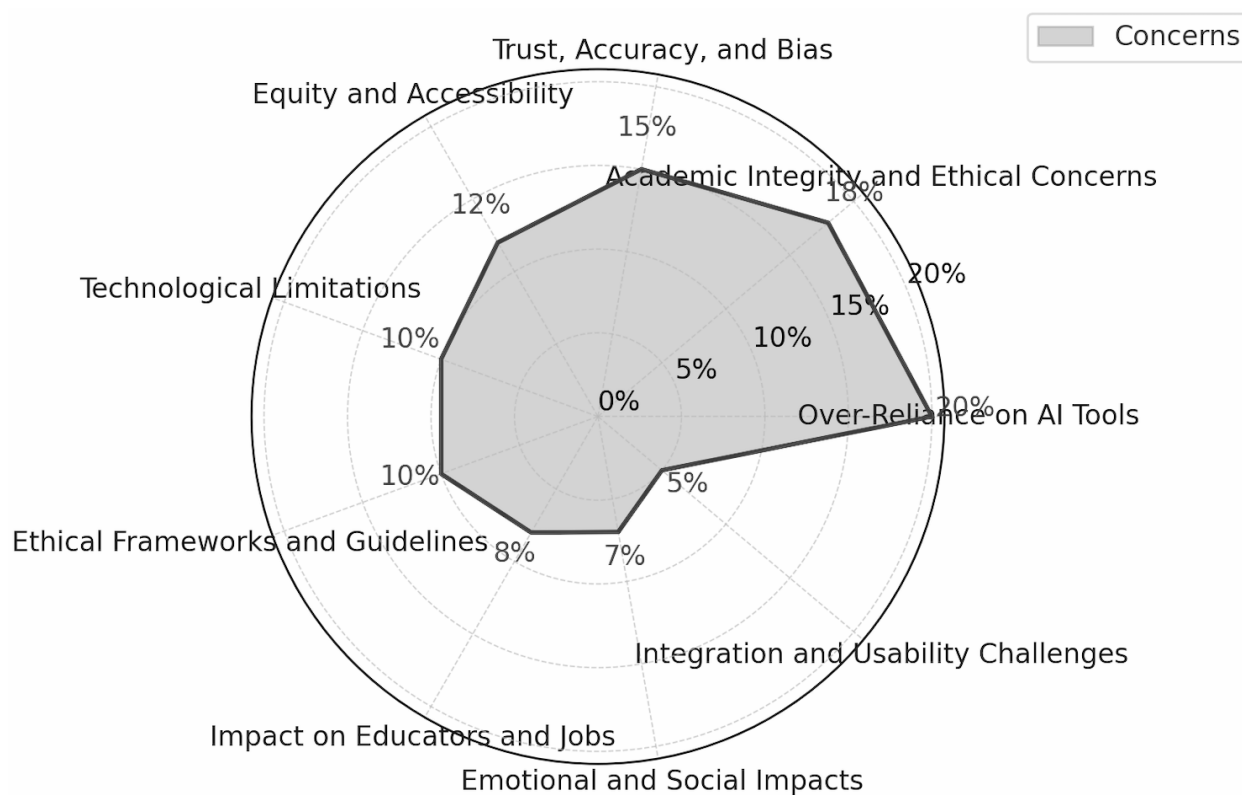 Concerns
Trust, Accuracy, and Bias
Equity and Accessibility
15%
Academic Integrity and Ethical Concerns
18%
12%
20%
Technological Limitations
15%
10%
10%
5%
0%
20%
Over-Reliance on AI Tools
10%
5%
Ethical Frameworks and Guidelines
8%
7%
Integration and Usability Challenges
Impact on Educators and Jobs
Emotional and Social Impacts